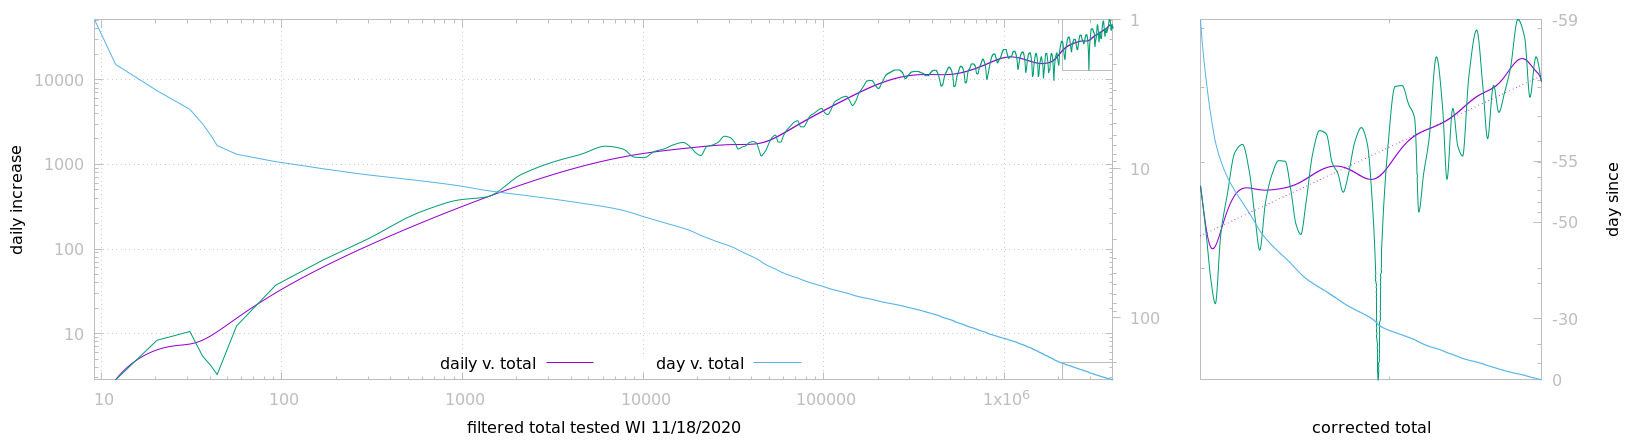 daily increase
10000
1000
100
10
10
100
1000
10000
100000
1x10^6
1
10
100
daily v. total
day v. total
filtered total tested WI 11/18/2020
-59
-55
-50
-30
0
day since
corrected total